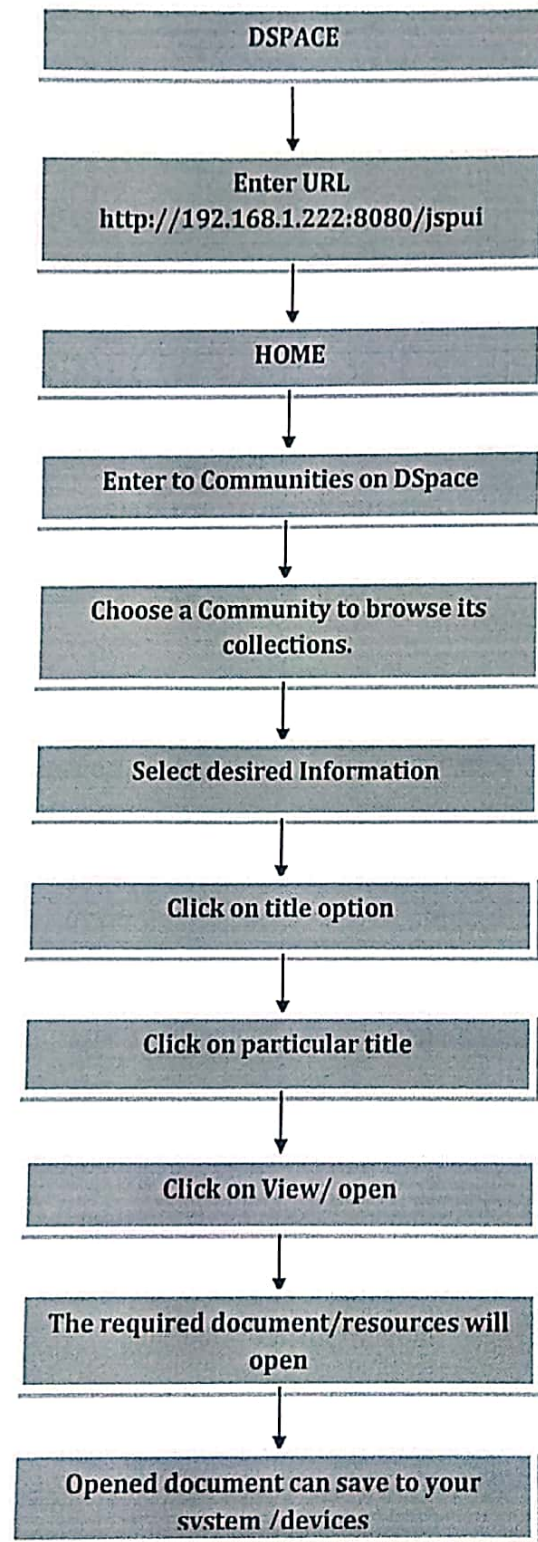 DSPACE
Enter URL
http://192.168.1.222:8080/jspui
HOME
Enter to Communities on DSpace
Choose a Community to browse its
collections.
Select desired Information
Click on title option
Click on particular title
Click on View/ open
The required document/resources will
open
Opened document can save to your
system /devices